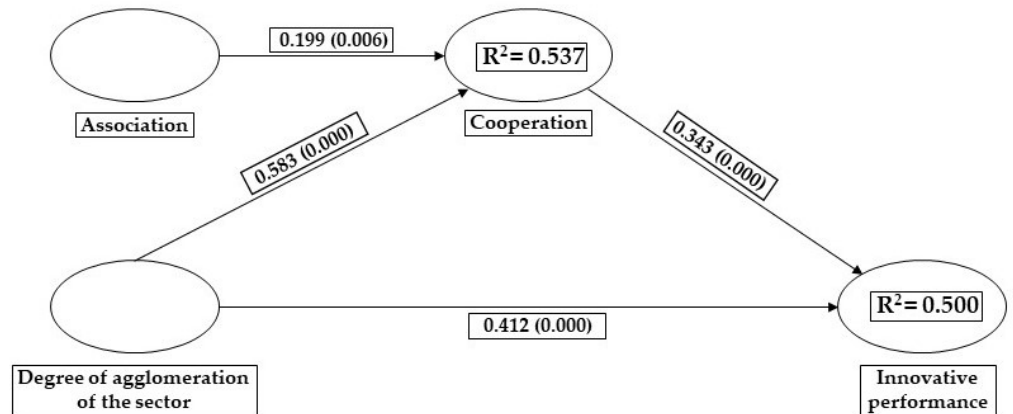 0.199 (0.006)
R²= 0.537
Association
Cooperation
0.583 (0.000)
0.343 (0.000)
R²= 0.500
0.412 (0.000)
Degree of agglomeration
of the sector
Innovative
performance